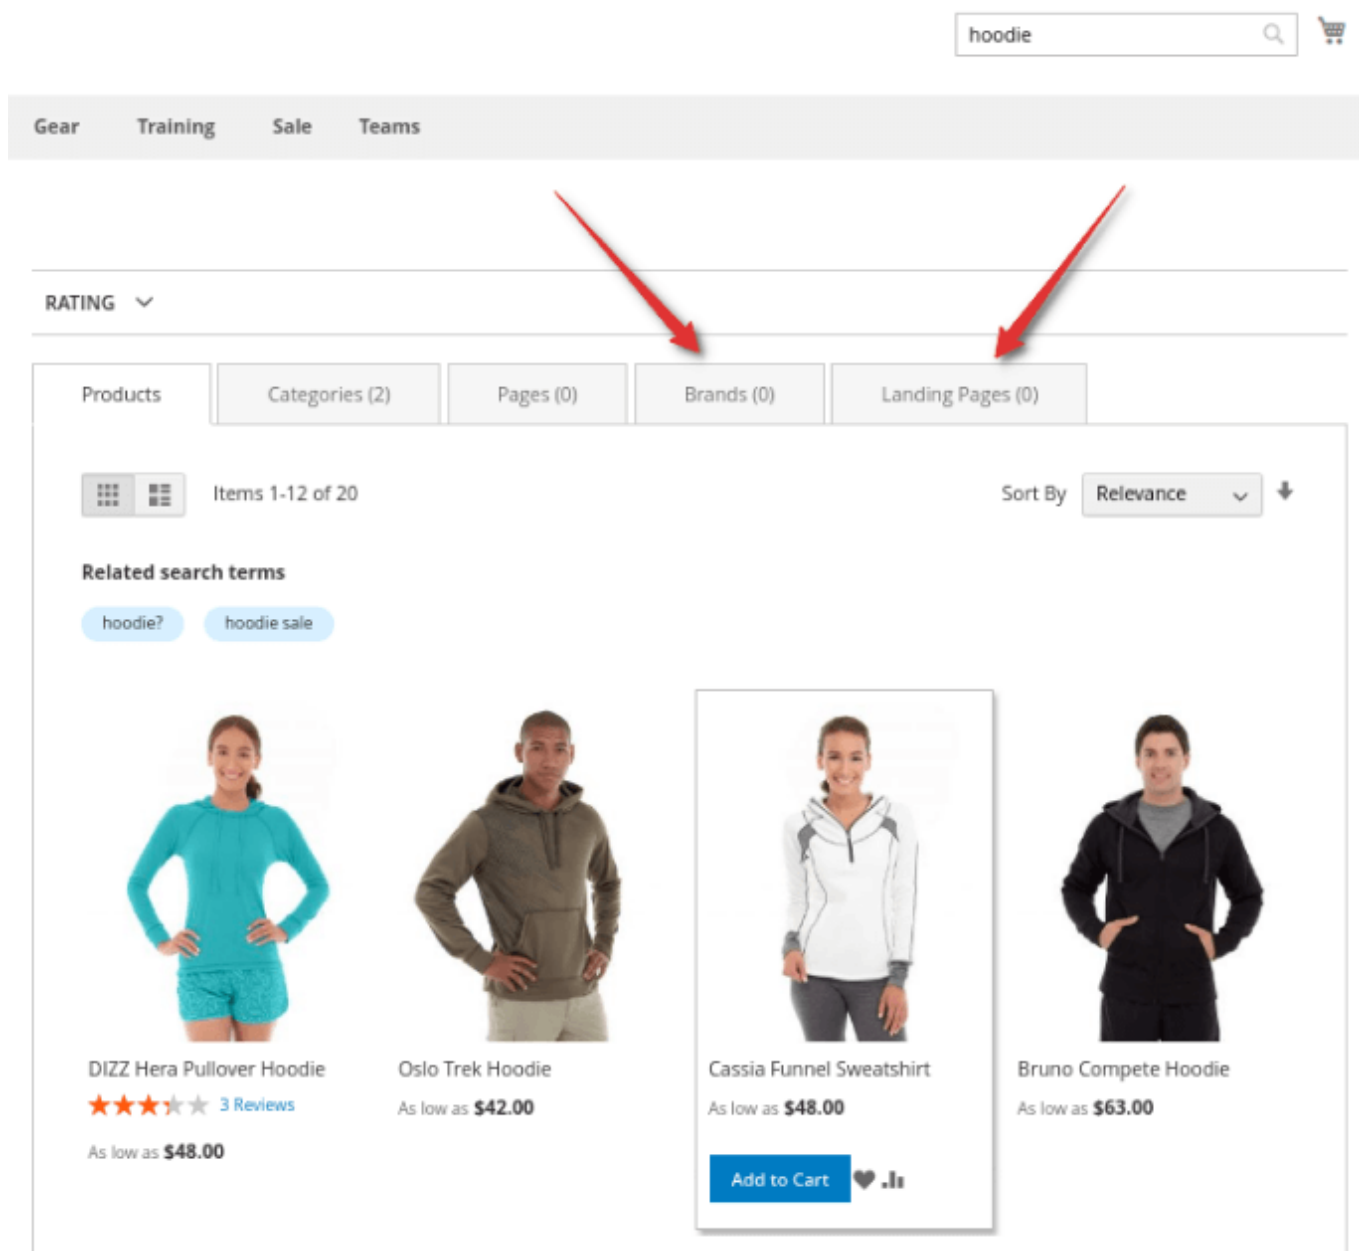 hoodie
Gear Training Sale Teams
RATING
Products Categories (2) Pages (0) Brands (0) Landing Pages (0)
Items 1-12 of 20 Sort By Relevance
Related search terms
hoodie? hoodie sale
DIZZ Hera Pullover Hoodie Oslo Trek Hoodie Cassia Funnel Sweatshirt Bruno Compete Hoodie
3 Reviews As low as $42.00 As low as $48.00 As low as $63.00
As low as $48.00
Add to Cart